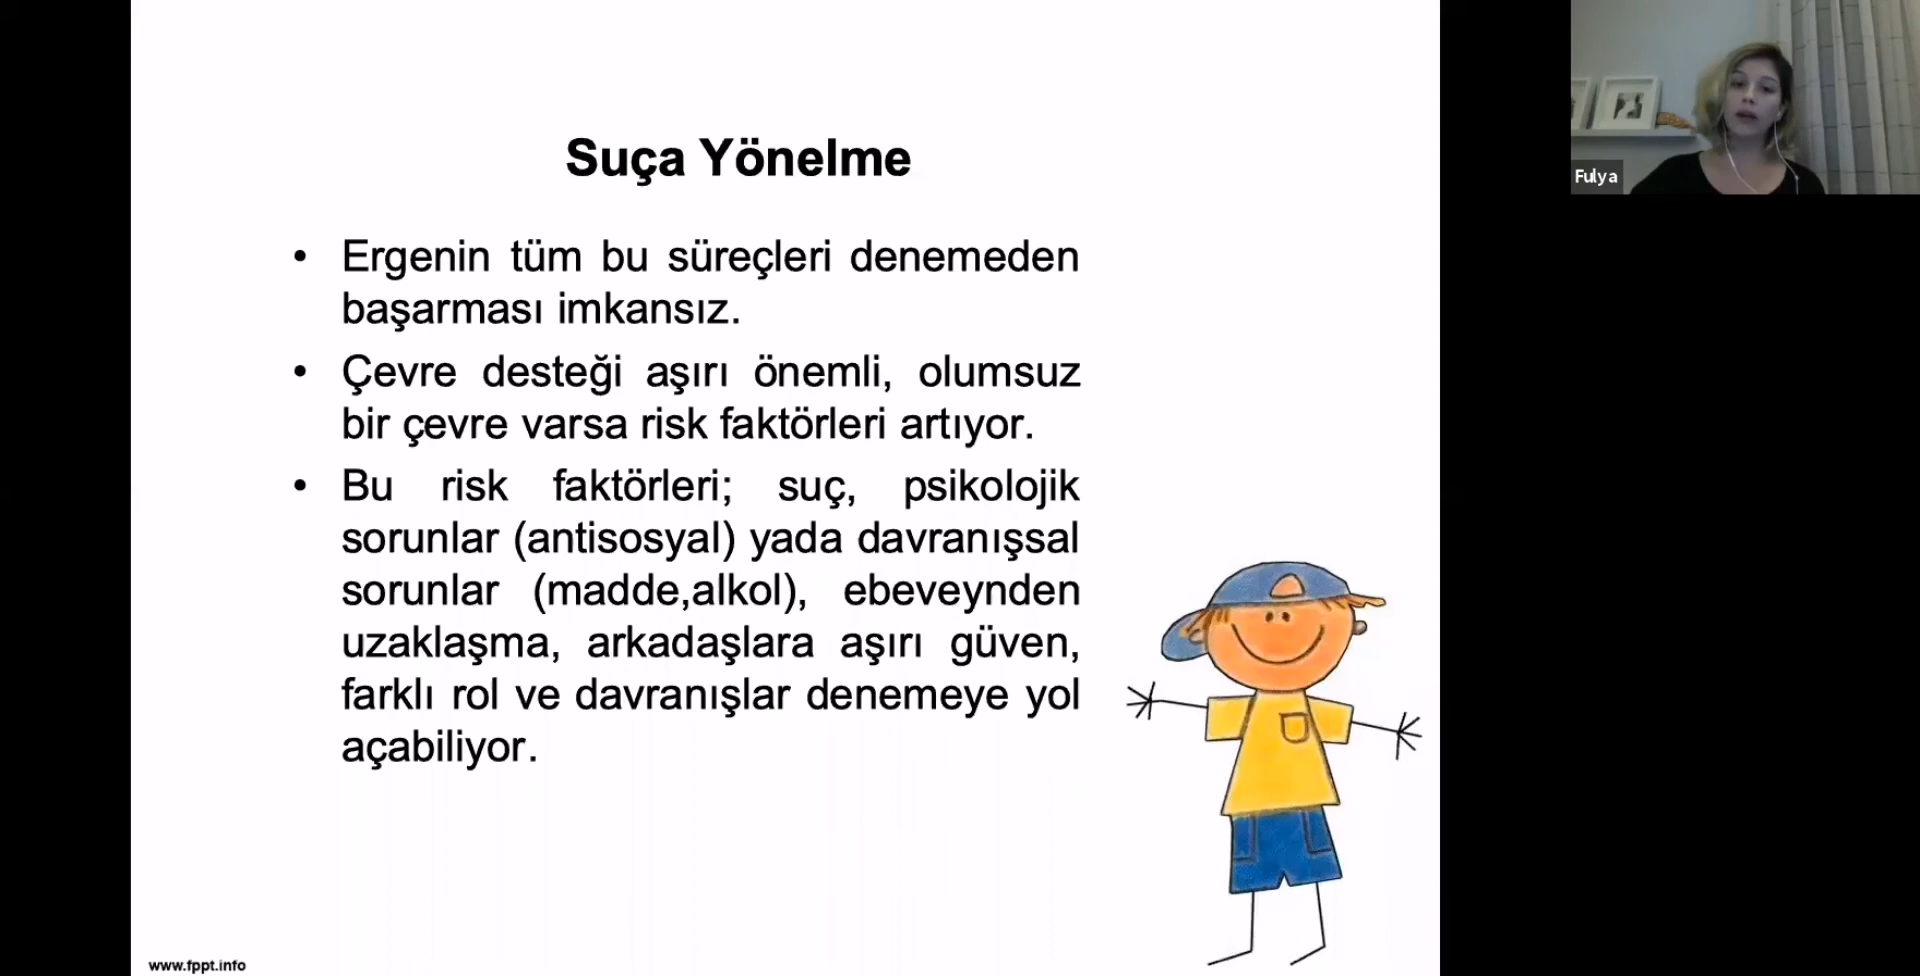 Suça Yönelme
• Ergenin tüm bu süreçleri denemeden
başarması imkansız.
• Çevre desteği aşırı önemli, olumsuz
bir çevre varsa risk faktörleri artıyor.
• Bu risk faktörleri; suç, psikolojik
sorunlar (antisosyal) yada davranışsal
sorunlar (madde,alkol), ebeveynden
uzaklaşma, arkadaşlara aşırı güven,
farklı rol ve davranışlar denemeye yol
açabiliyor.
www.fppt.info
Fulya